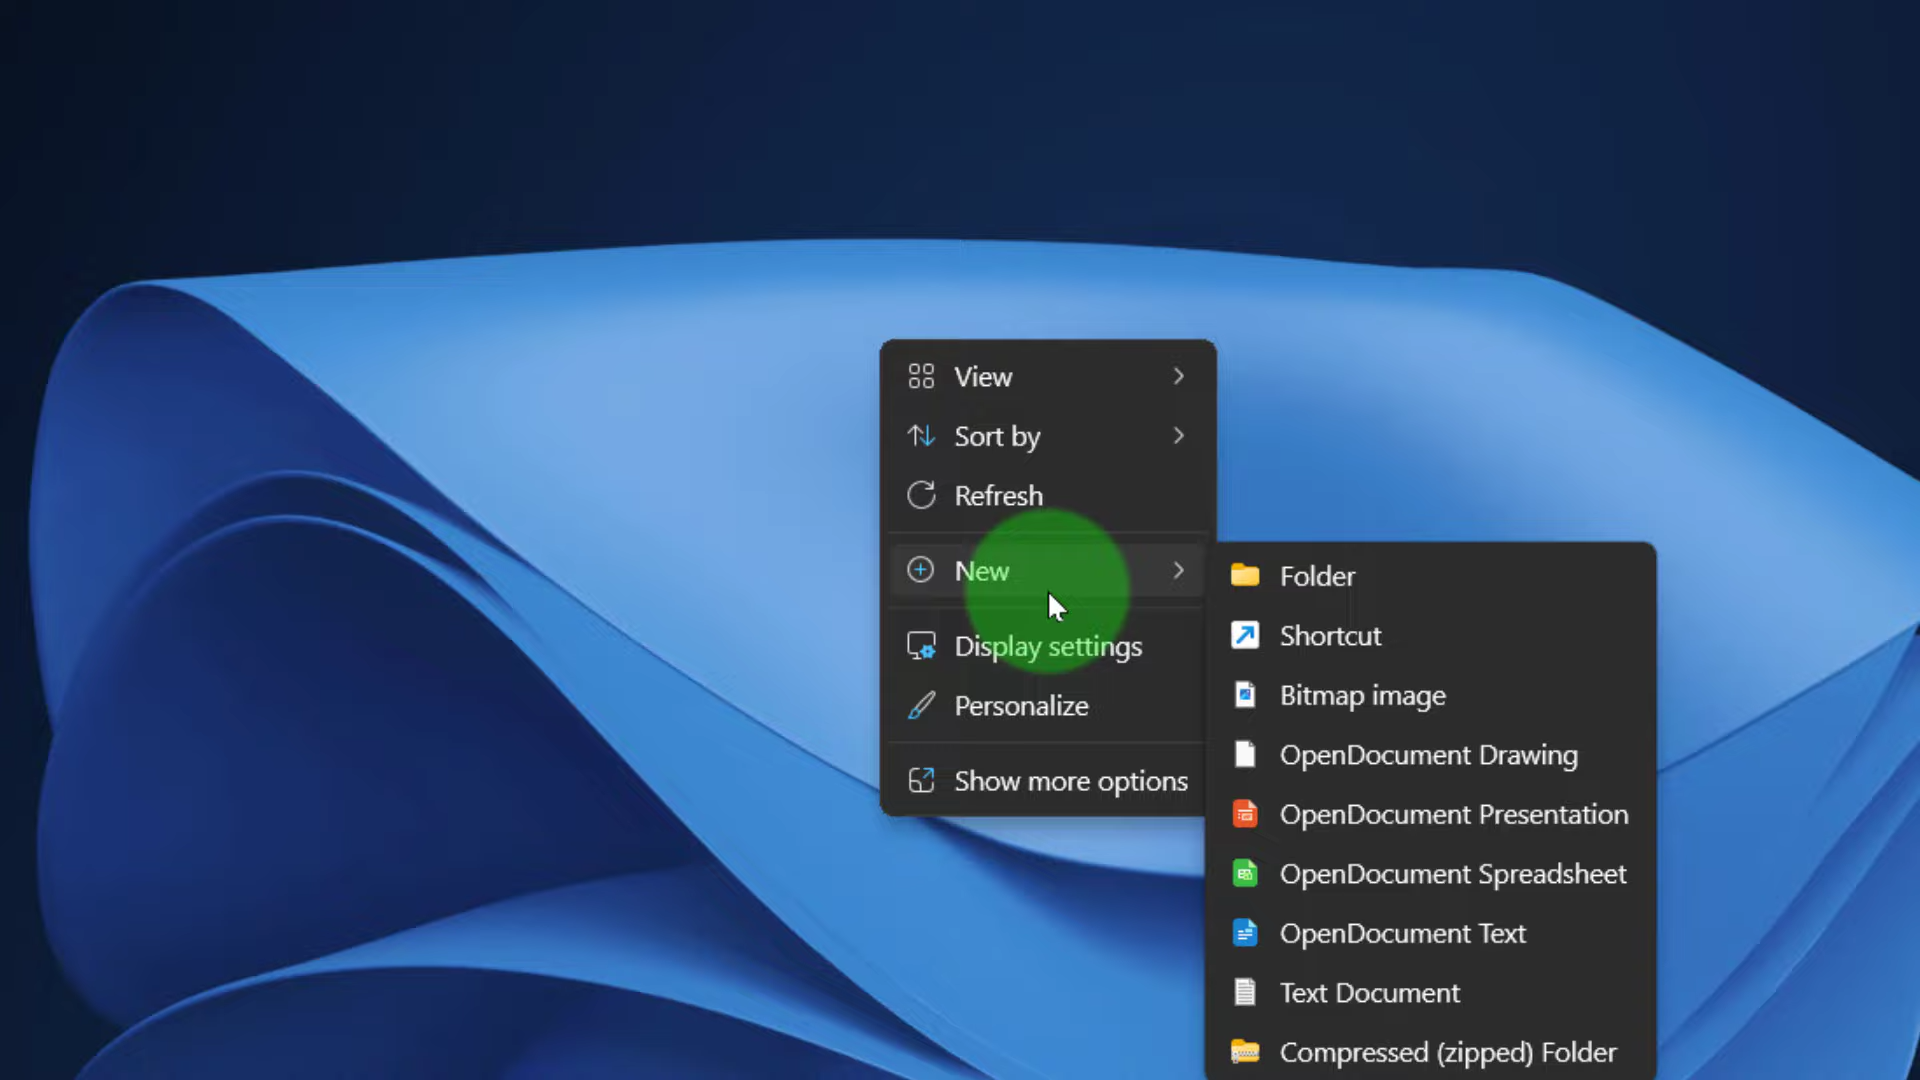 View
Sort by
Refresh
New
Display settings
Personalize
Show more options
Folder
Shortcut
Bitmap image
OpenDocument Drawing
OpenDocument Presentation
OpenDocument Spreadsheet
OpenDocument Text
Text Document
Compressed (zipped) Folder